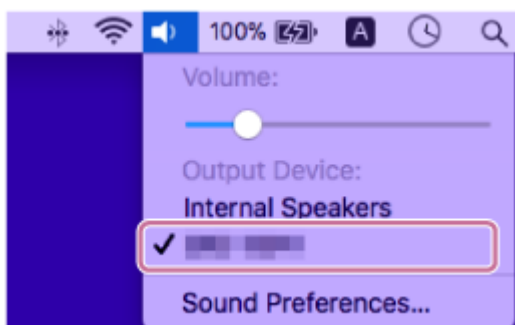 100% A
Volume:
Output Device:
Internal Speakers
Sound Preferences...